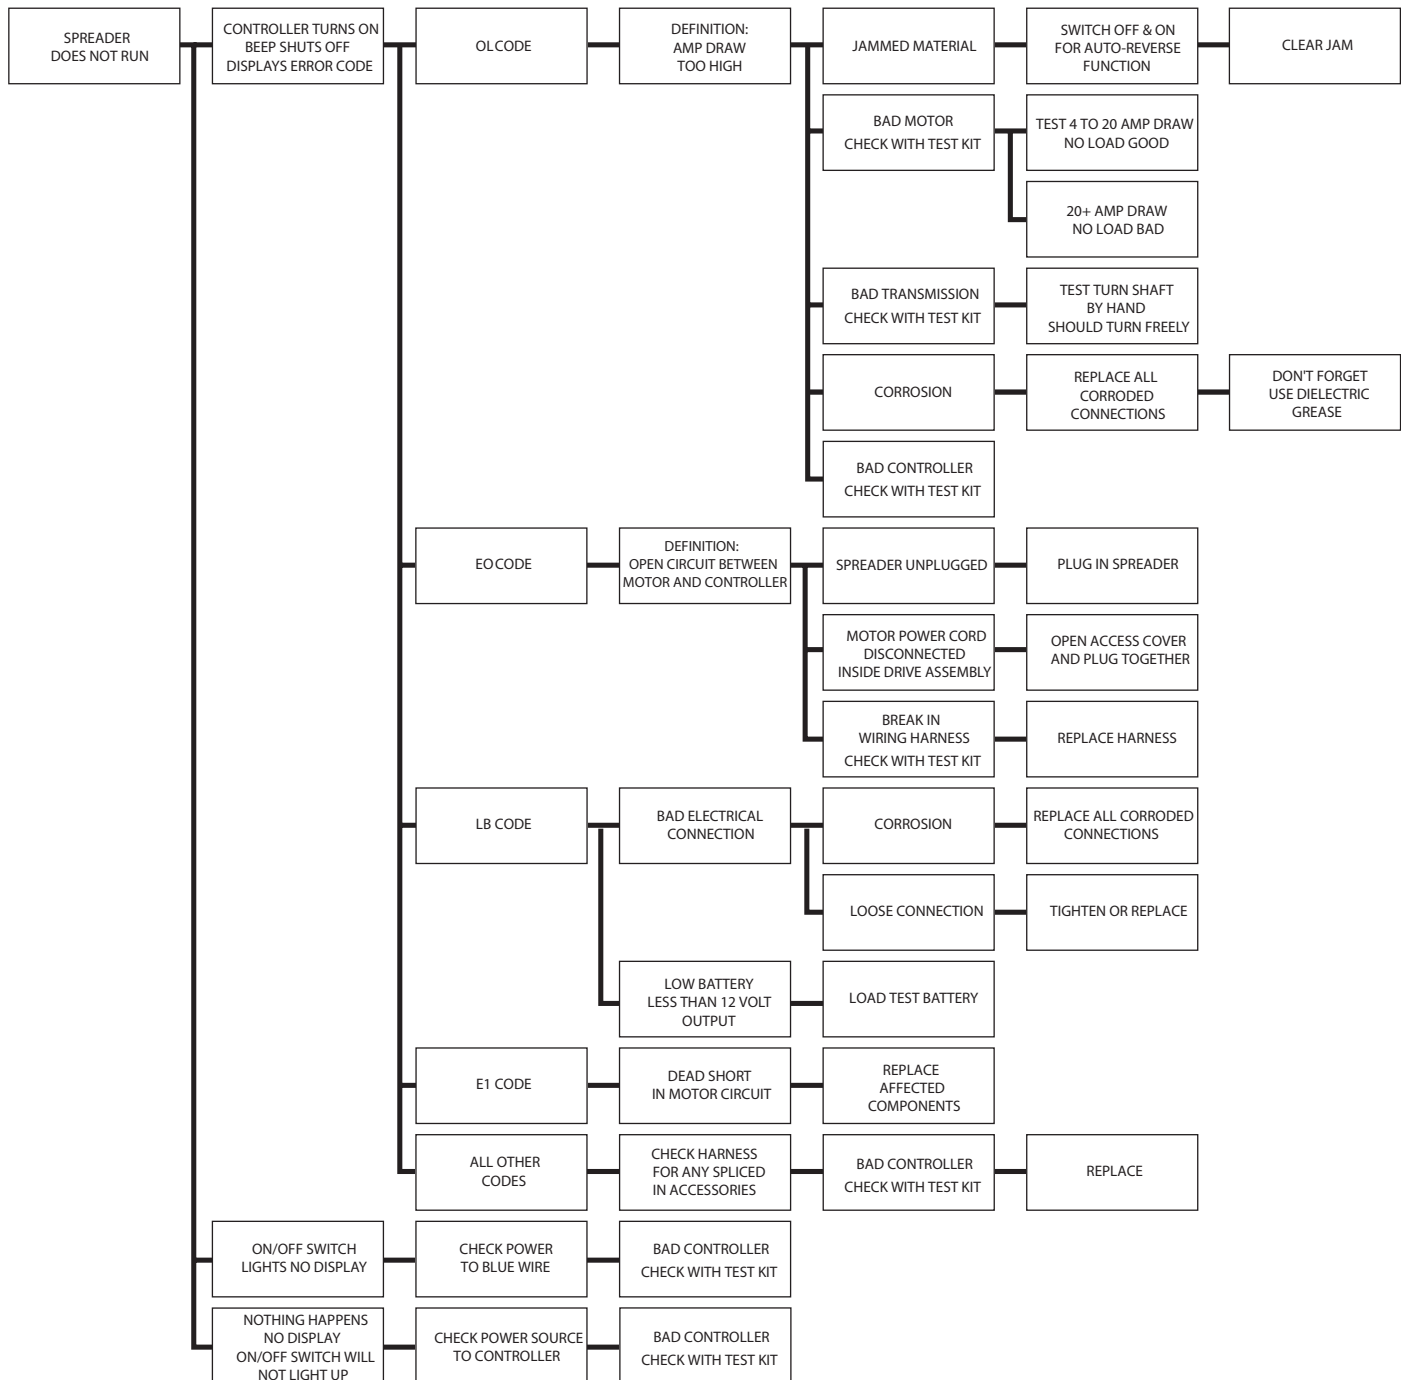 SPREADER
DOES NOT RUN
CONTROLLER TURNS ON
BEEP SHUTS OFF
DISPLAYS ERROR CODE
OL CODE
DEFINITION:
AMP DRAW
TOO HIGH
JAMMED MATERIAL
SWITCH OFF & ON
FOR AUTO-REVERSE
FUNCTION
CLEAR JAM
BAD MOTOR
CHECK WITH TEST KIT
TEST 4 TO 20 AMP DRAW
NO LOAD GOOD
20+ AMP DRAW
NO LOAD BAD
BAD TRANSMISSION
CHECK WITH TEST KIT
TEST TURN SHAFT
BY HAND
SHOULD TURN FREELY
CORROSION
REPLACE ALL
CORRODED
CONNECTIONS
DON'T FORGET
USE DIELECTRIC
GREASE
BAD CONTROLLER
CHECK WITH TEST KIT
EO CODE
DEFINITION:
OPEN CIRCUIT BETWEEN
MOTOR AND CONTROLLER
SPREADER UNPLUGGED
PLUG IN SPREADER
MOTOR POWER CORD
DISCONNECTED
INSIDE DRIVE ASSEMBLY
OPEN ACCESS COVER
AND PLUG TOGETHER
BREAK IN
WIRING HARNESS
CHECK WITH TEST KIT
REPLACE HARNESS
LB CODE
BAD ELECTRICAL
CONNECTION
CORROSION
REPLACE ALL CORRODED
CONNECTIONS
LOOSE CONNECTION
TIGHTEN OR REPLACE
LOW BATTERY
LESS THAN 12 VOLT
OUTPUT
LOAD TEST BATTERY
E1 CODE
DEAD SHORT
IN MOTOR CIRCUIT
REPLACE
AFFECTED
COMPONENTS
ALL OTHER
CODES
CHECK HARNESS
FOR ANY SPLICED
IN ACCESSORIES
BAD CONTROLLER
CHECK WITH TEST KIT
REPLACE
ON/OFF SWITCH
LIGHTS NO DISPLAY
CHECK POWER
TO BLUE WIRE
BAD CONTROLLER
CHECK WITH TEST KIT
NOTHING HAPPENS
NO DISPLAY
ON/OFF SWITCH WILL
NOT LIGHT UP
CHECK POWER SOURCE
TO CONTROLLER
BAD CONTROLLER
CHECK WITH TEST KIT